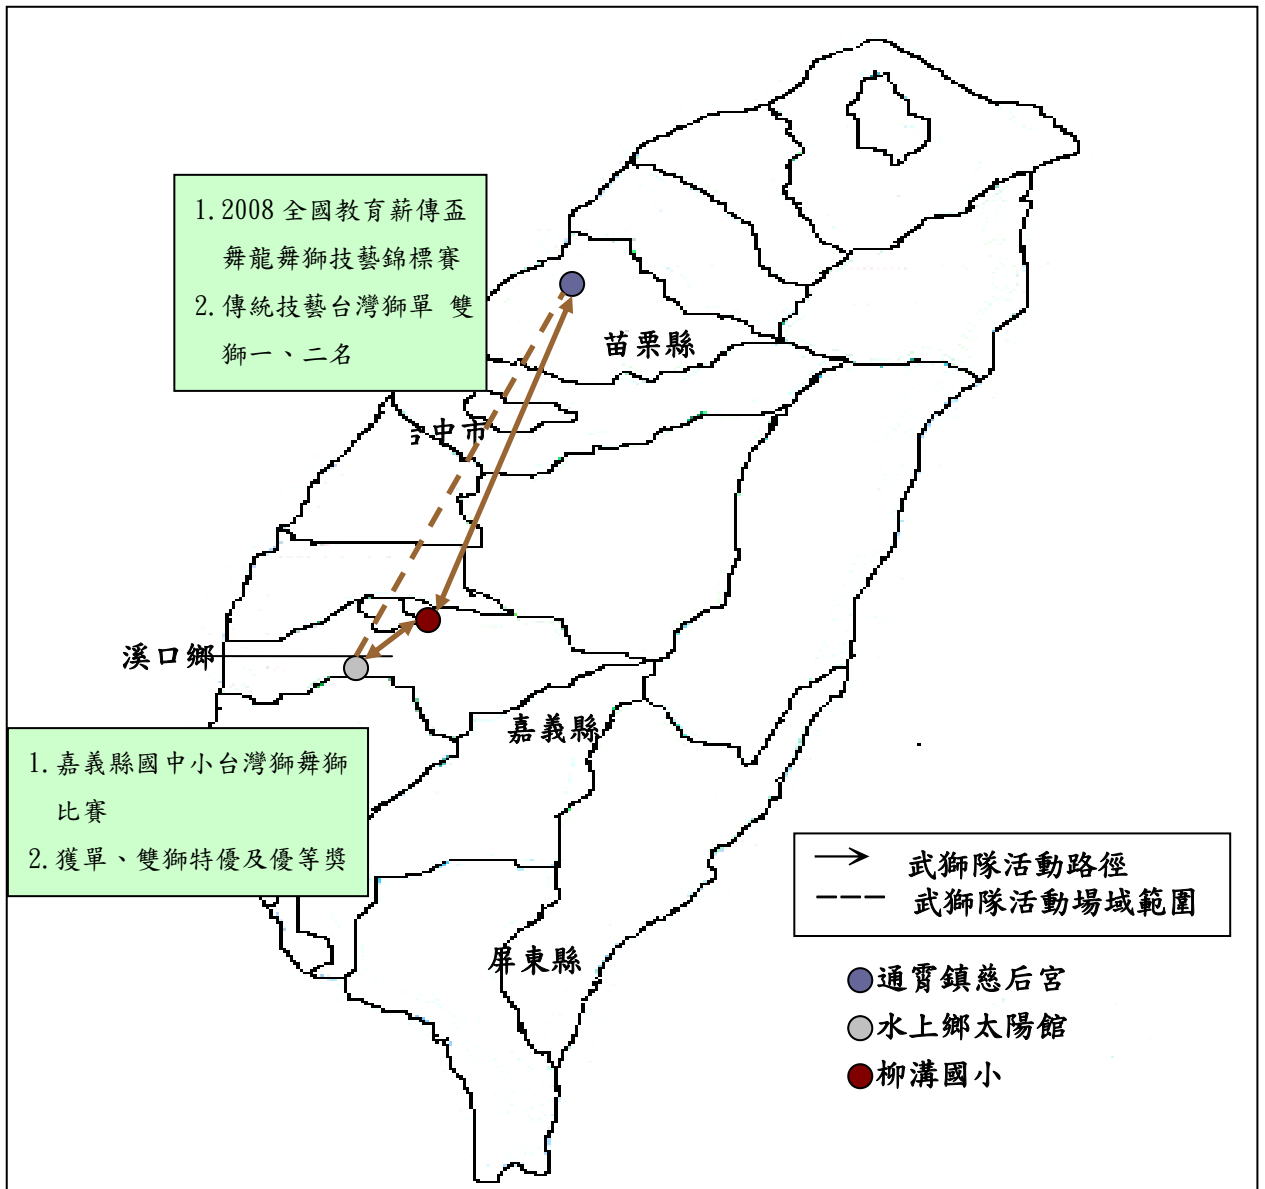 1. 2008 全國教育薪傳盃
舞龍舞獅技藝錦標賽
2. 傳統技藝台灣獅單 雙
獅一、二名
苗栗縣
台中市
溪口鄉
嘉義縣
1. 嘉義縣國中小台灣獅舞獅
比賽
2. 獲單、雙獅特優及優等獎
屏東縣
武獅隊活動路徑
武獅隊活動場域範圍
通霄鎮慈后宮
水上鄉太陽館
柳溝國小